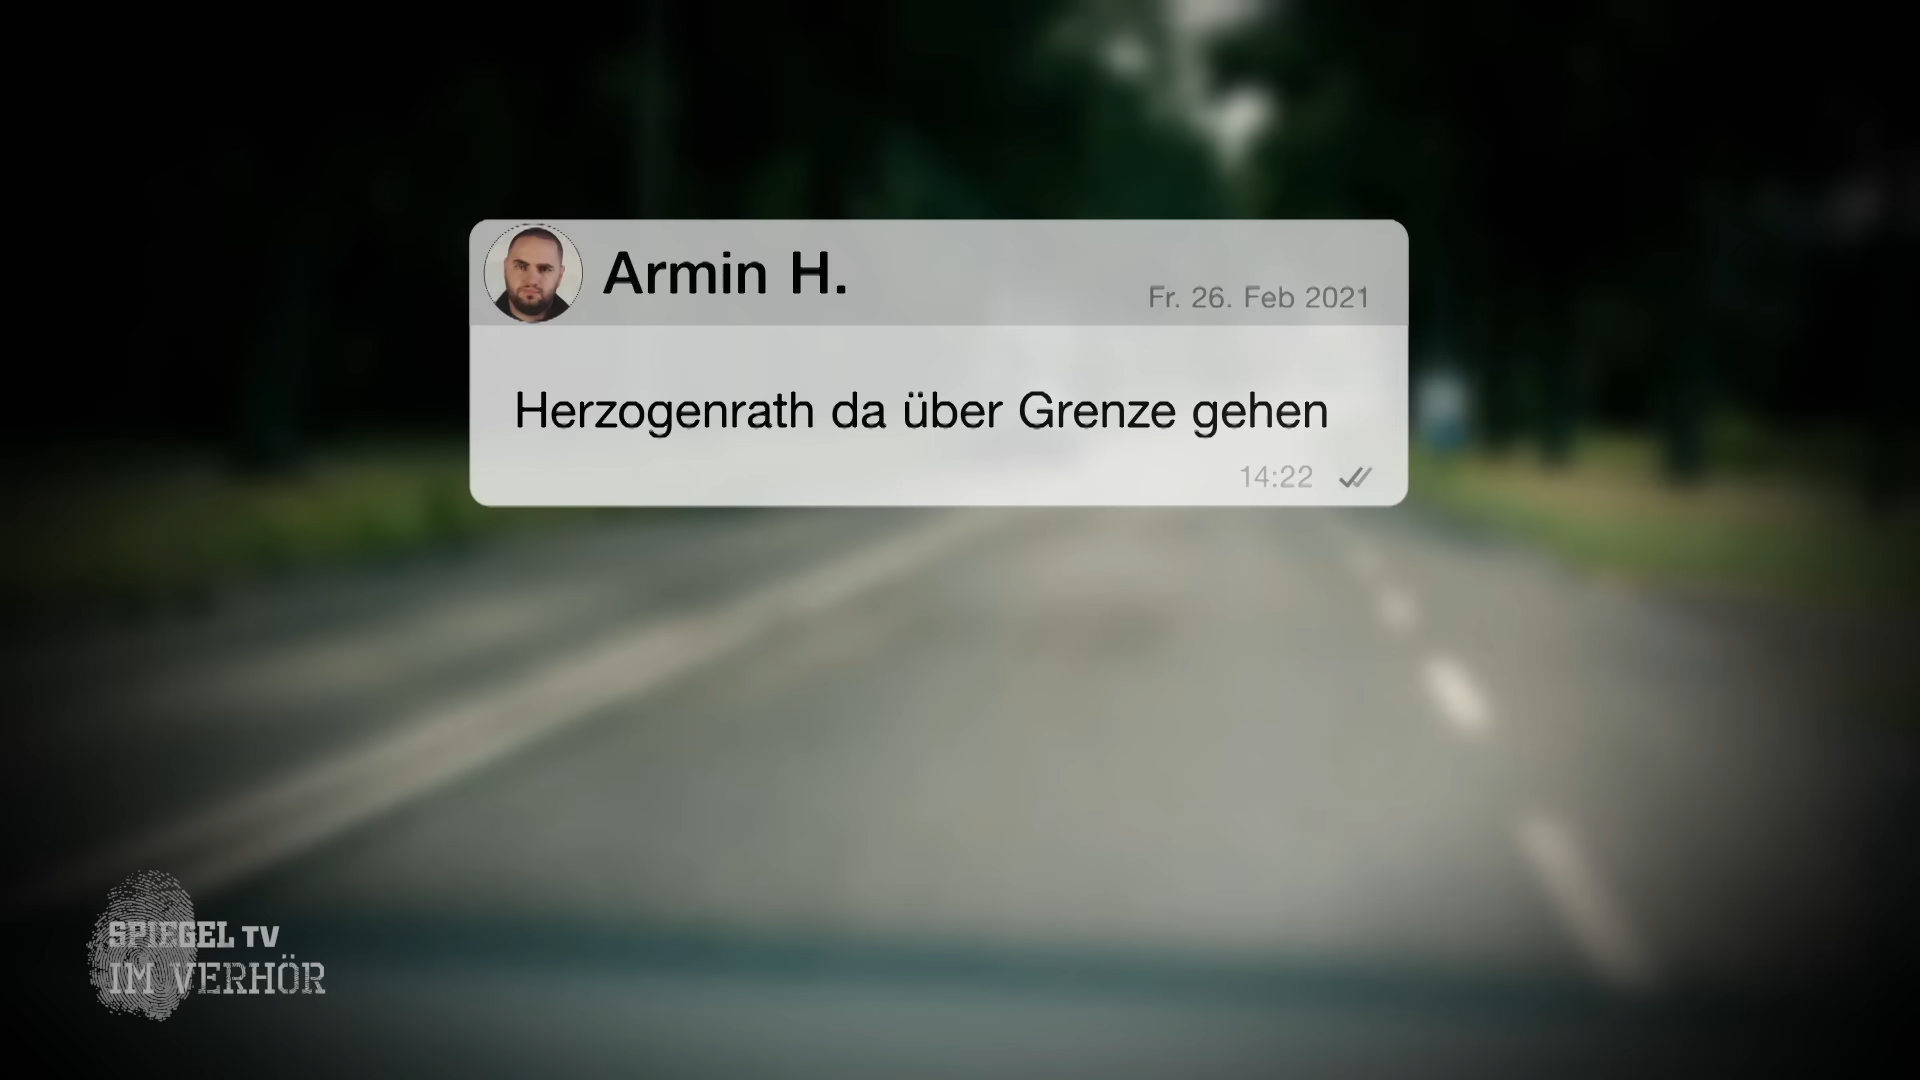 Armin H.
Fr. 26. Feb 2021
Herzogenrath da über Grenze gehen
14:22
SPIEGEL TV
IM VERHÖR